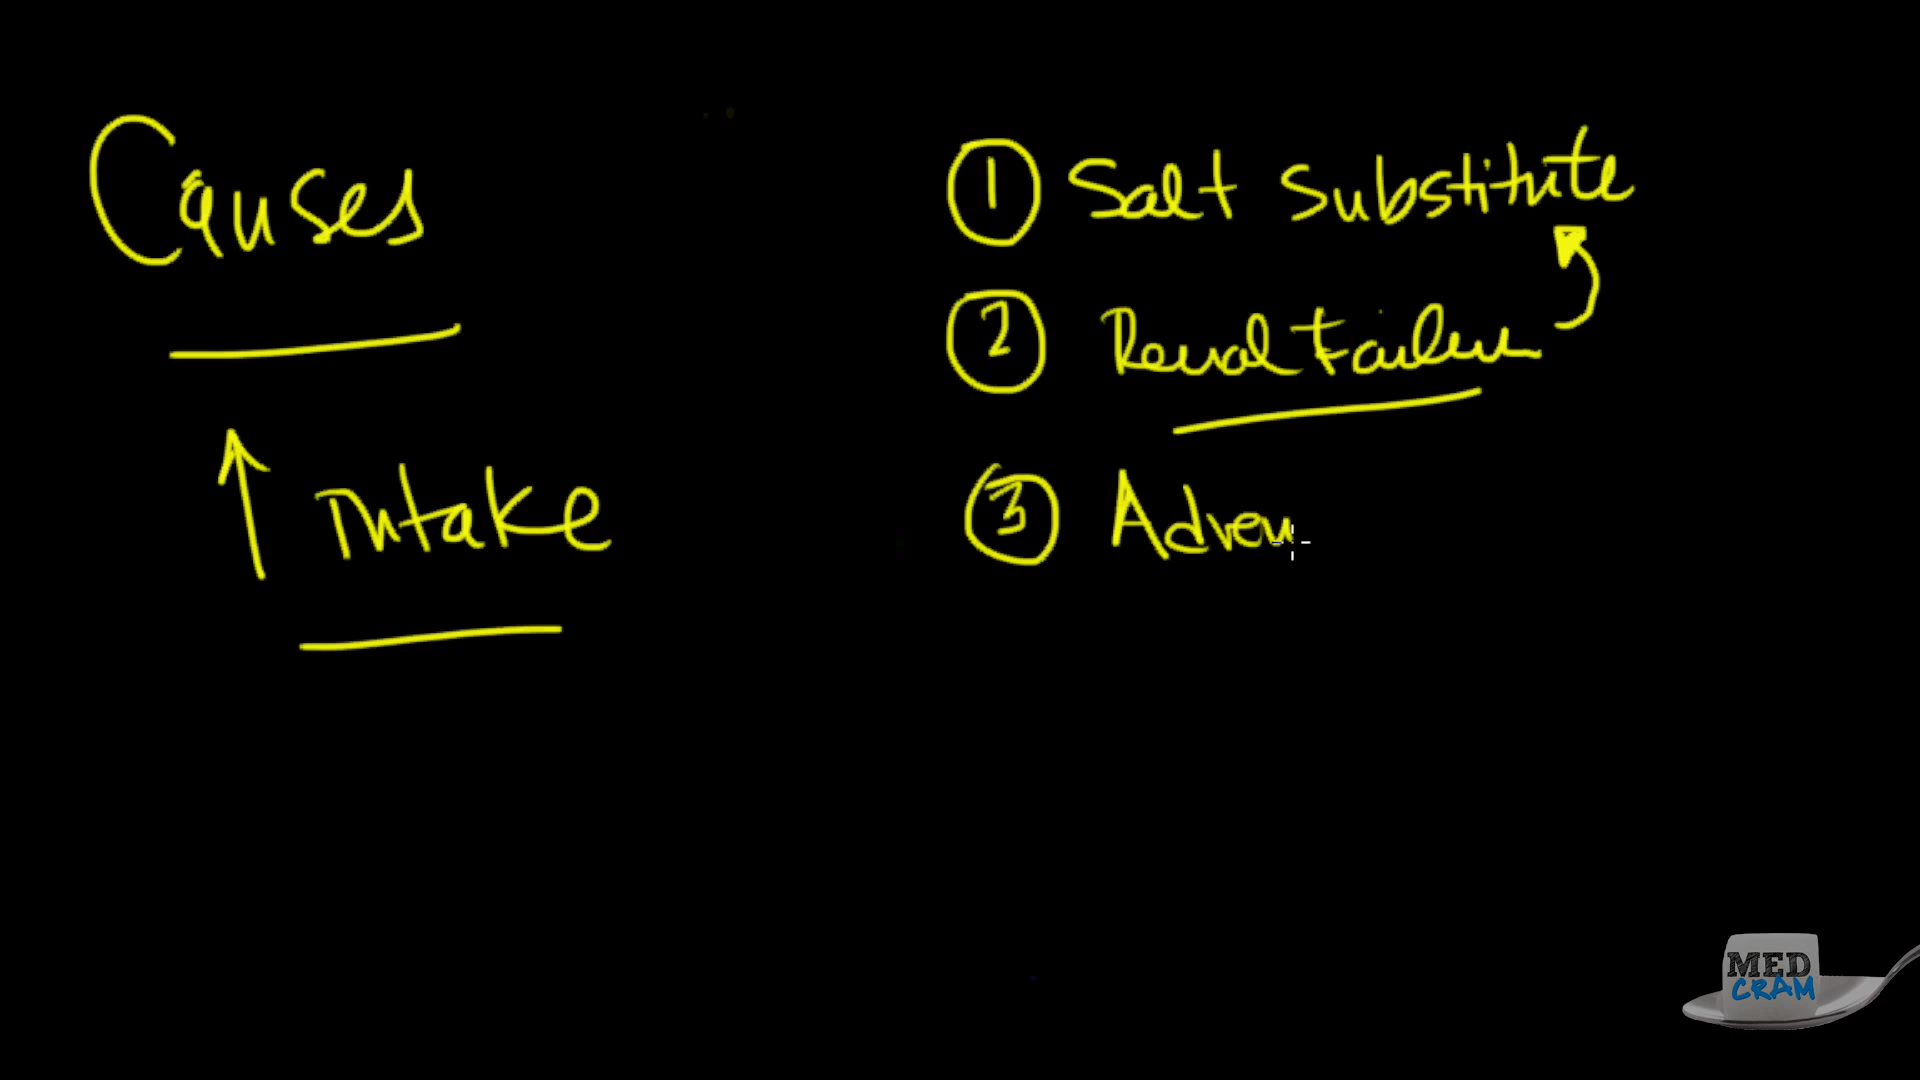 Causes
↑ Intake
① Salt Substitute
② Renal Failure
③ Adren
MED
CRAM